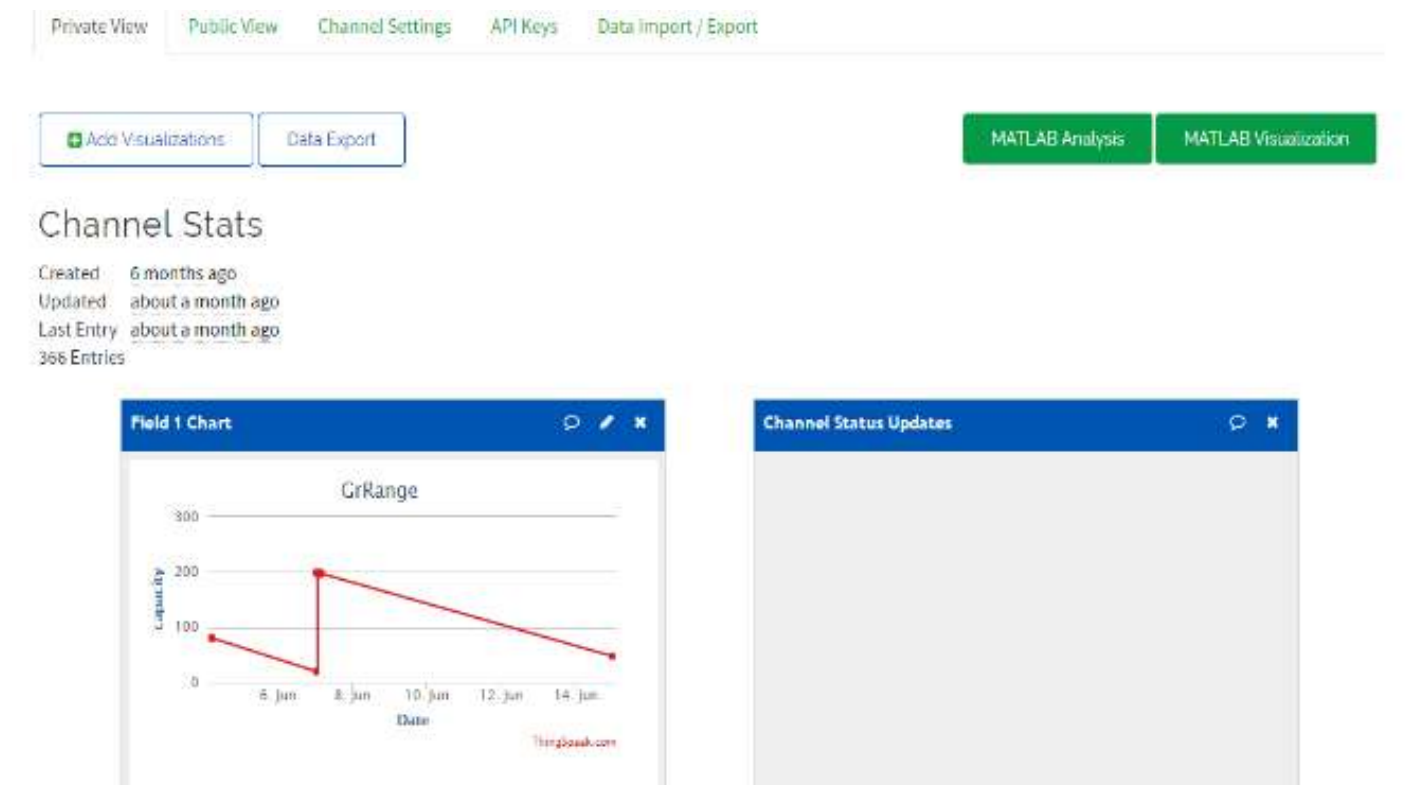 Private View Public View Channel Settings API Keys Data Import / Export
Add Visualizations Data Export MATLAB Analysis MATLAB Visualization
Channel Stats
Created 6 months ago
Updated about a month ago
Last Entry about a month ago
366 Entries
Field 1 Chart
GrRange
300
200
100
0
Capacity
6. Jun 8. Jun 10. Jun 12. Jun 14. Jun
Date
ThingSpeak.com
Channel Status Updates